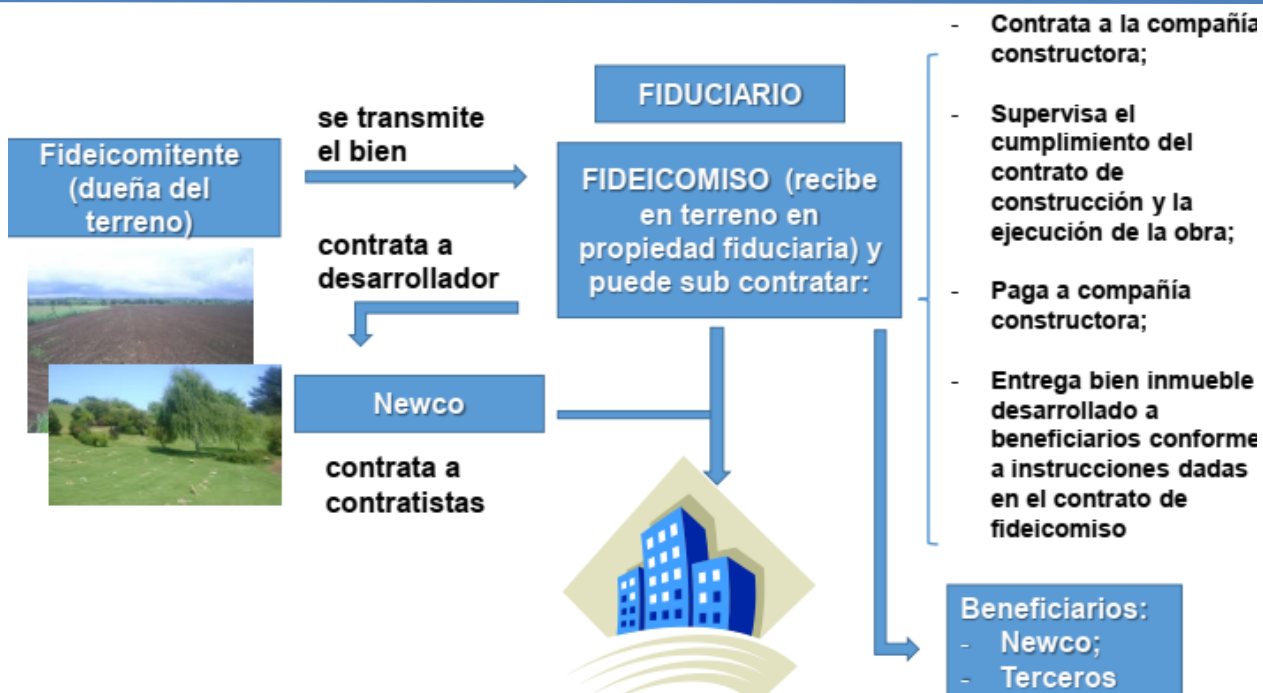 Fideicomitente
(dueña del
terreno)
se transmite
el bien
contrata a
desarrollador
Newco
contrata a
contratistas
FIDUCIARIO
FIDEICOMISO (recibe
en terreno en
propiedad fiduciaria) y
puede sub contratar:
- Contrata a la compañía
constructora;
- Supervisa el
cumplimiento del
contrato de
construcción y la
ejecución de la obra;
- Paga a compañía
constructora;
- Entrega bien inmueble
desarrollado a
beneficiarios conforme
a instrucciones dadas
en el contrato de
fideicomiso
Beneficiarios:
- Newco;
- Terceros